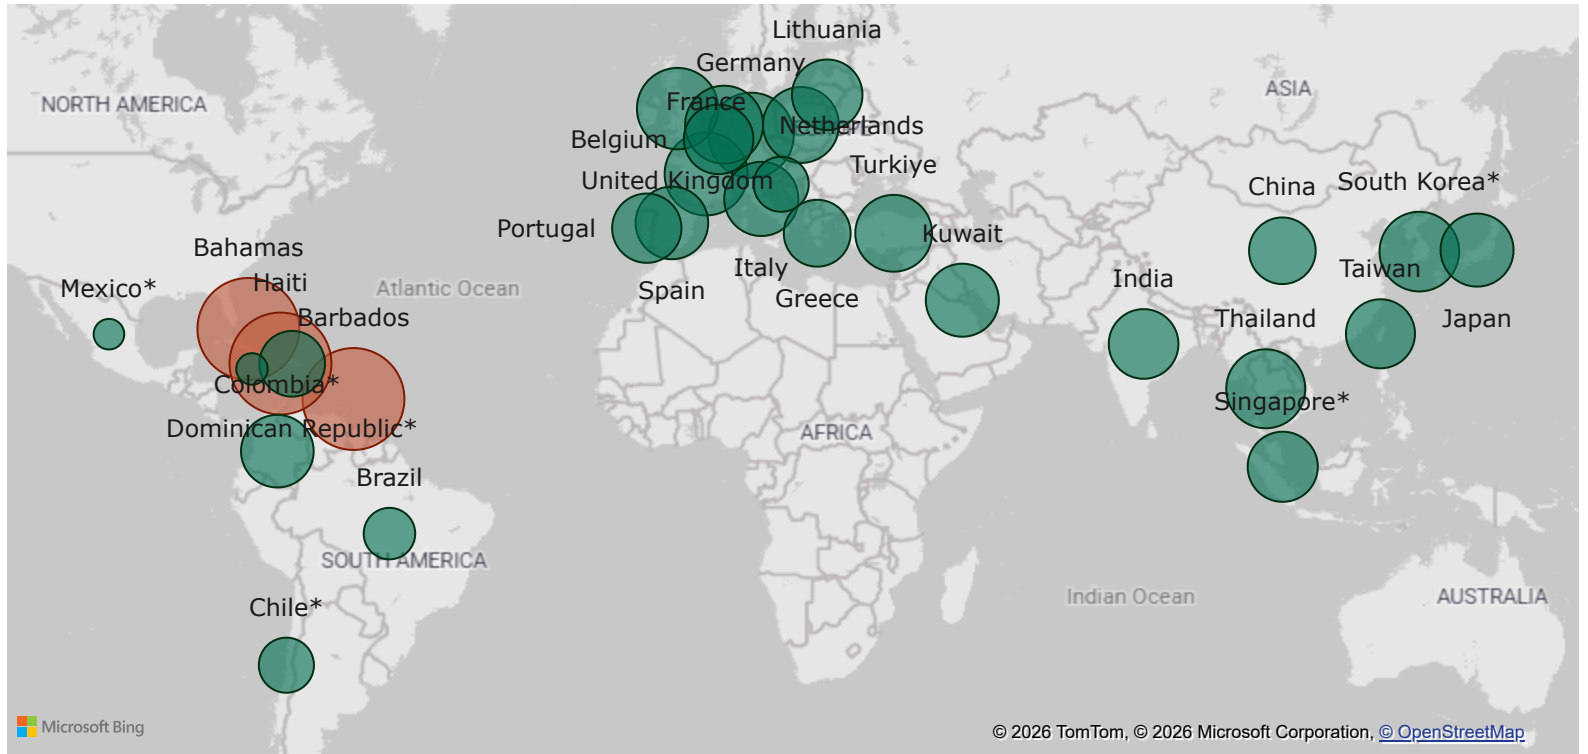 Lithuania
Germany
NORTH AMERICA
France
ASIA
Belgium
Netherlands
Turkiye
United Kingdom
China
South Korea*
Portugal
Kuwait
Bahamas
Italy
Taiwan
Haiti
India
Mexico*
Atlantic Ocean
Spain
Greece
Barbados
Thailand
Japan
Colombia*
Singapore*
Dominican Republic*
AFRICA
Brazil
SOUTH AMERICA
Indian Ocean
AUSTRALIA
Chile*
Microsoft Bing
© 2026 TomTom, © 2026 Microsoft Corporation, © OpenStreetMap